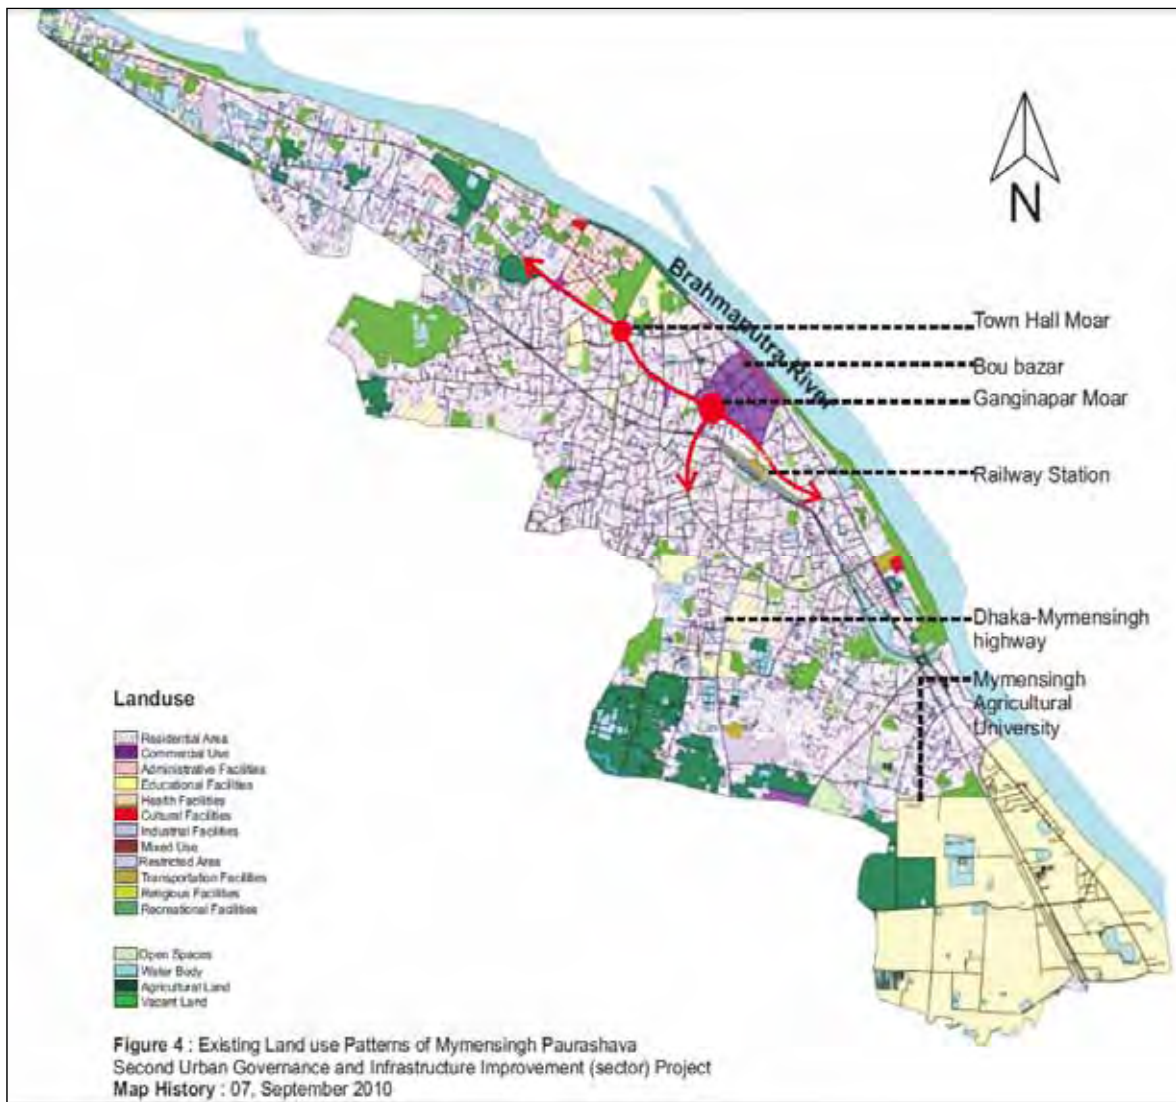 N
Brahmaputra River
Town Hall Moar
Bou bazar
Ganginapar Moar
Railway Station
Dhaka-Mymensingh
highway
Mymensingh
Agricultural
University
Landuse
Residential Area
Commercial Use
Administrative Facilities
Educational Facilities
Health Facilities
Cultural Facilities
Industrial Facilities
Mixed Use
Restricted Area
Transportation Facilities
Religious Facilities
Recreational Facilities
Open Spaces
Water Body
Agricultural Land
Vacant Land
Figure 4 : Existing Land use Patterns of Mymensingh Paurashava
Second Urban Governance and Infrastructure Improvement (sector) Project
Map History : 07, September 2010